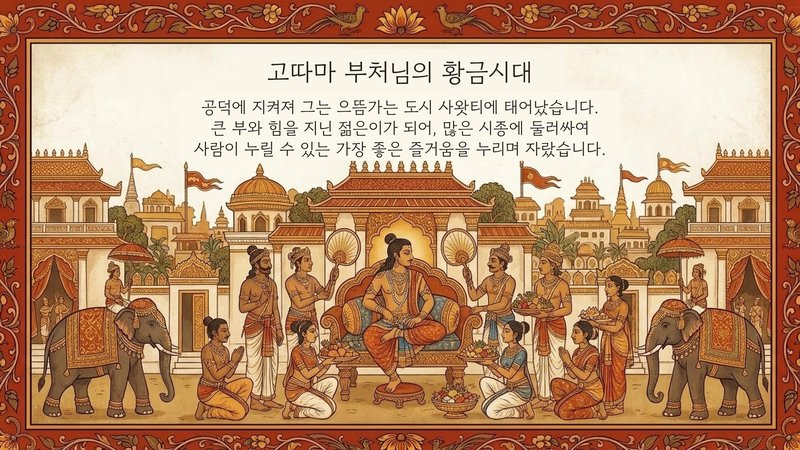 고따마 부처님의 황금시대
공덕에 지켜져 그는 으뜸가는 도시 사왓티에 태어났습니다.
큰 부와 힘을 지닌 젊은이가 되어, 많은 시종에 둘러싸여
사람이 누릴 수 있는 가장 좋은 즐거움을 누리며 자랐습니다.